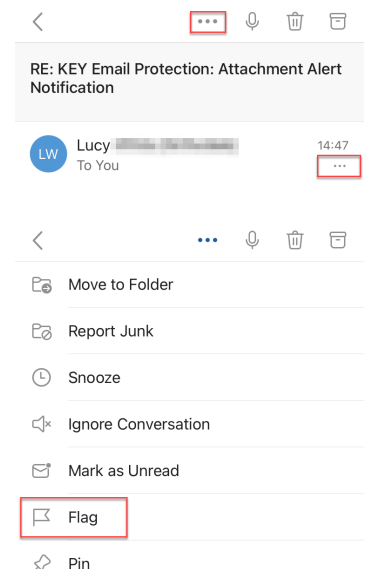 RE: KEY Email Protection: Attachment Alert
Notification
LW
Lucy
14:47
To You
Move to Folder
Report Junk
Snooze
Ignore Conversation
Mark as Unread
Flag
Pin